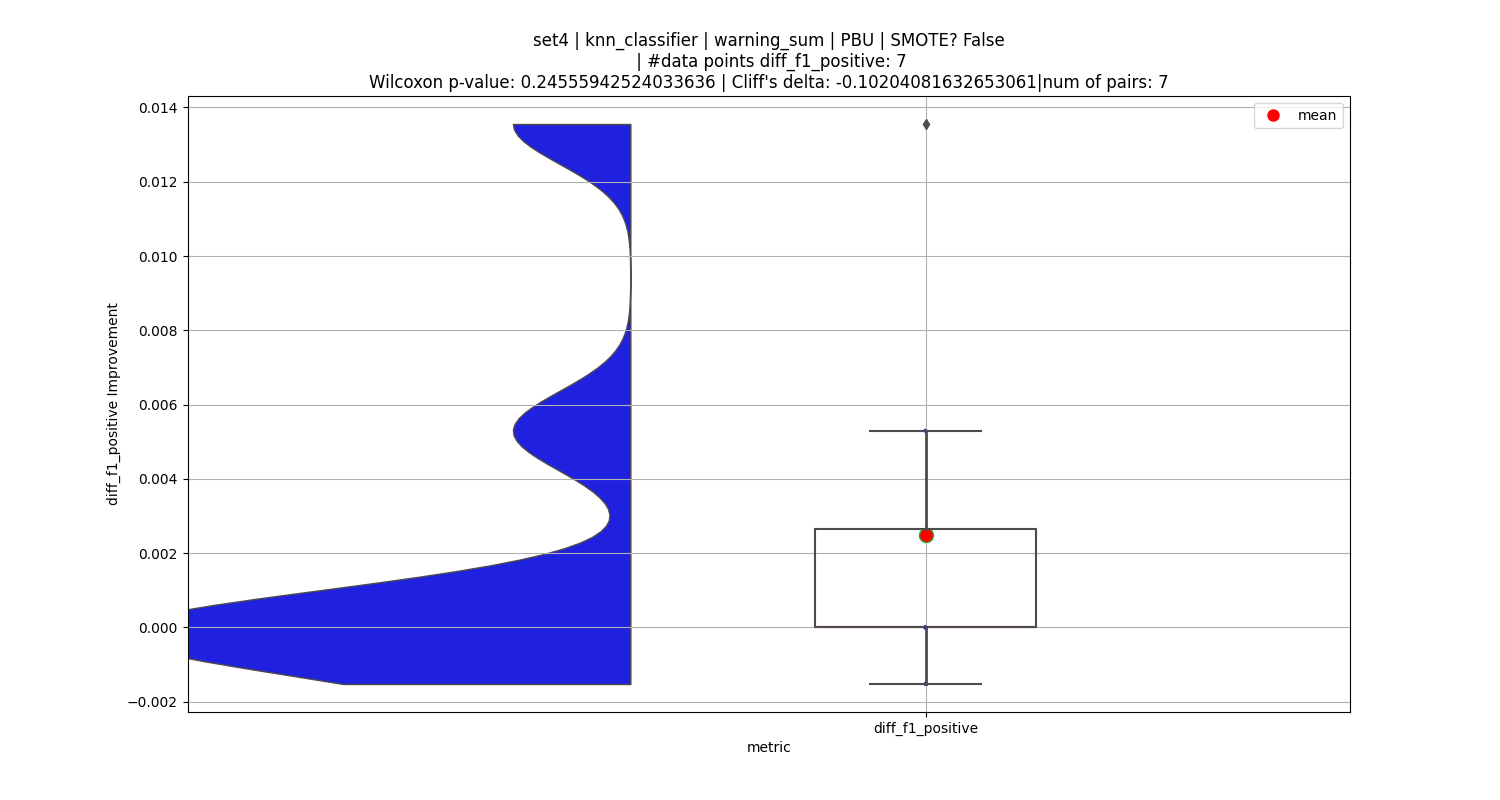 set4 | knn_classifier | warning_sum | PBU | SMOTE? False
| #data points diff_f1_positive: 7
Wilcoxon p-value: 0.24555942524033636 | Cliff's delta: -0.10204081632653061|num of pairs: 7
mean
0.014
0.012
0.010
0.008
0.006
0.004
0.002
0.000
−0.002
diff_f1_positive Improvement
diff_f1_positive
metric